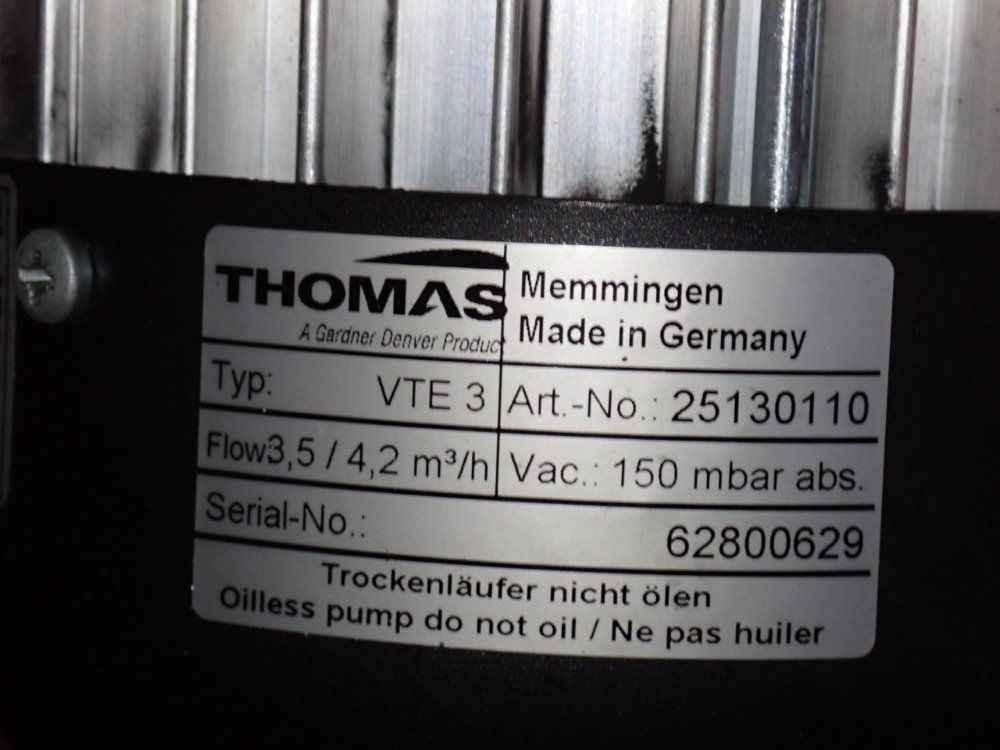 THOMAS
A Gardner Denver Produc
Memmingen
Made in Germany
Typ: VTE 3
Art.-No.: 25130110
Flow3,5 / 4,2 m³/h
Vac.: 150 mbar abs.
Serial-No.: 62800629
Trockenläufer nicht ölen
Oilless pump do not oil / Ne pas huiler